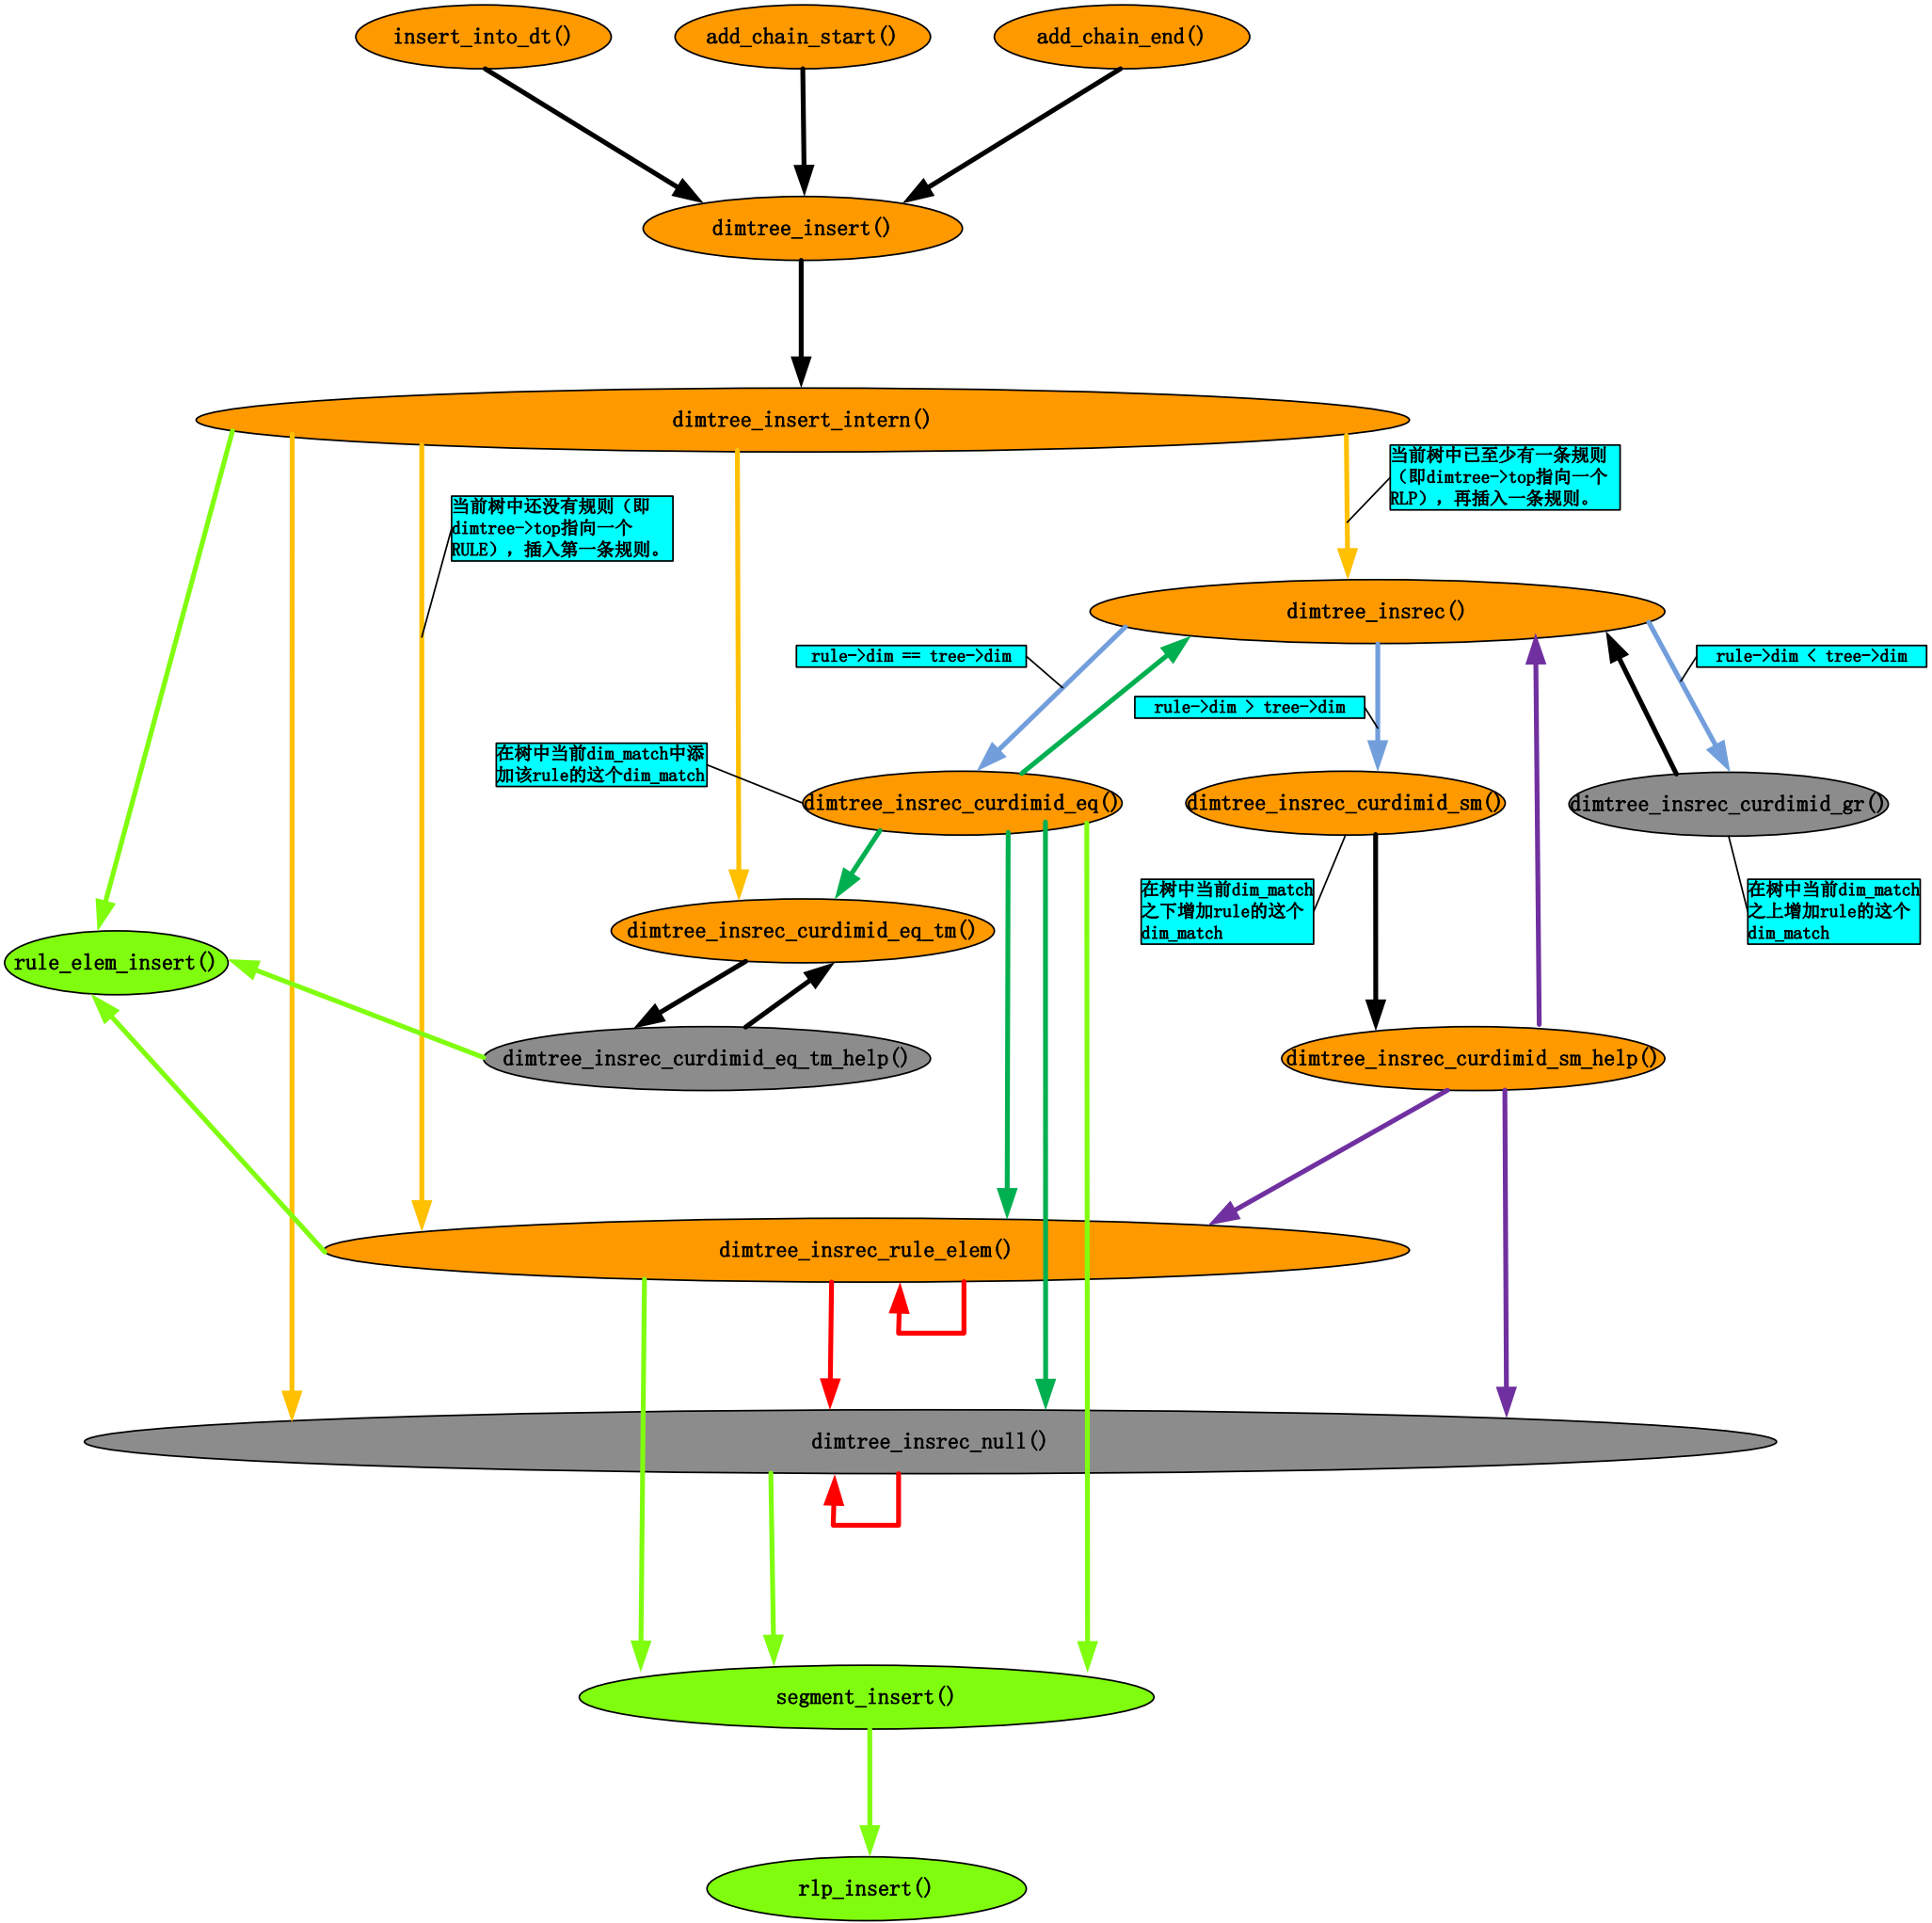 insert_into_dt()
add_chain_start()
add_chain_end()
dimtree_insert()
dimtree_insert_intern()
当前树中已至少有一条规则
（即dimtree->top指向一个
RLP），再插入一条规则。
当前树中还没有规则（即
dimtree->top指向一个
RULE），插入第一条规则。
dimtree_insrec()
rule->dim == tree->dim
rule->dim < tree->dim
rule->dim > tree->dim
在树中当前dim_match中添
加该rule的这个dim_match
dimtree_insrec_curdimid_eq()
dimtree_insrec_curdimid_sm()
dimtree_insrec_curdimid_gr()
在树中当前dim_match
之下增加rule的这个
dim_match
在树中当前dim_match
之上增加rule的这个
dim_match
dimtree_insrec_curdimid_eq_tm()
rule_elem_insert()
dimtree_insrec_curdimid_eq_tm_help()
dimtree_insrec_curdimid_sm_help()
dimtree_insrec_rule_elem()
dimtree_insrec_null()
segment_insert()
rlp_insert()